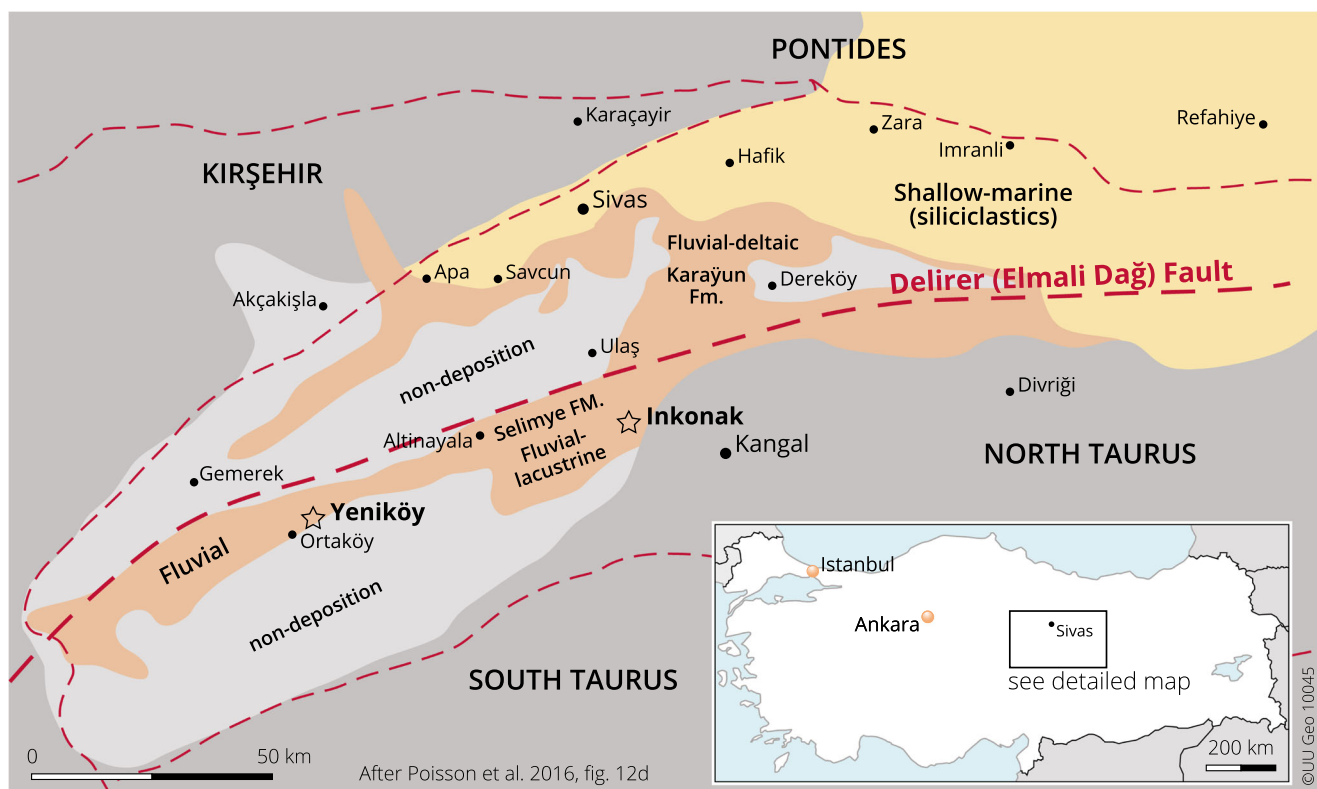 PONTIDES
Karaçayir
Zara
Refahiye
Imranli
Hafik
KIRŞEHIR
Sivas
Shallow-marine
(siliciclastics)
Fluvial-deltaic
Karaÿun
Fm.
Apa
Savcun
Dereköy
Delirer (Elmali Dağ) Fault
Akçakişla
Ulaş
non-deposition
Divriği
Selimye FM.
Fluvial-
lacustrine
Inkonak
Altinayala
Kangal
NORTH TAURUS
Gemerek
Yeniköy
Ortaköy
Fluvial
non-deposition
SOUTH TAURUS
0
50 km
After Poisson et al. 2016, fig. 12d
Istanbul
Ankara
Sivas
see detailed map
200 km
©UU Geo 10045